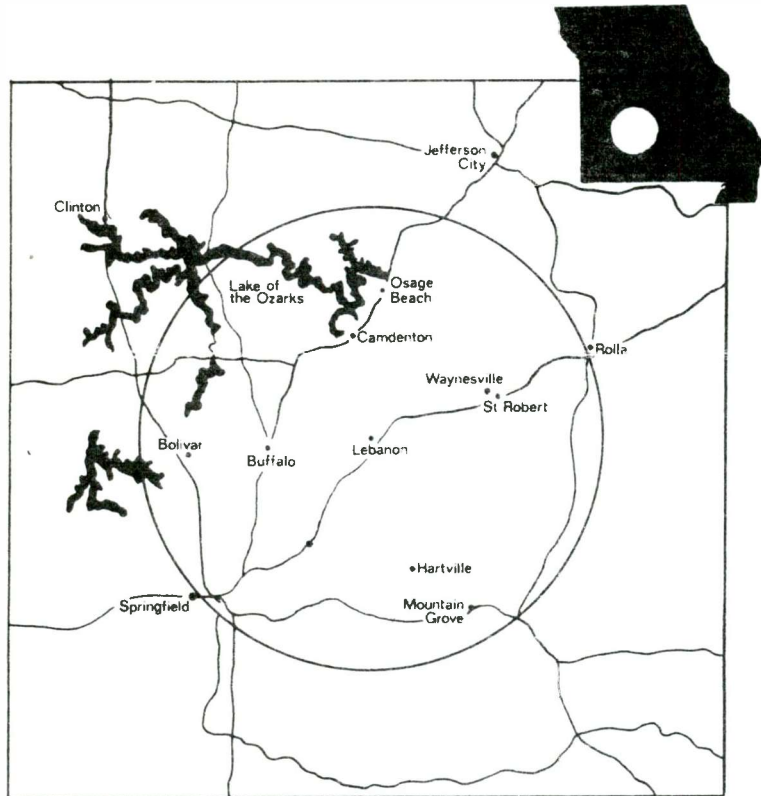 Jefferson
City
Clinton
Lake of
the Ozarks
Osage
Beach
Camdenton
Rolla
Waynesville
St Robert
Bolivar
Buffalo
Lebanon
Hartville
Springfield
Mountain
Grove